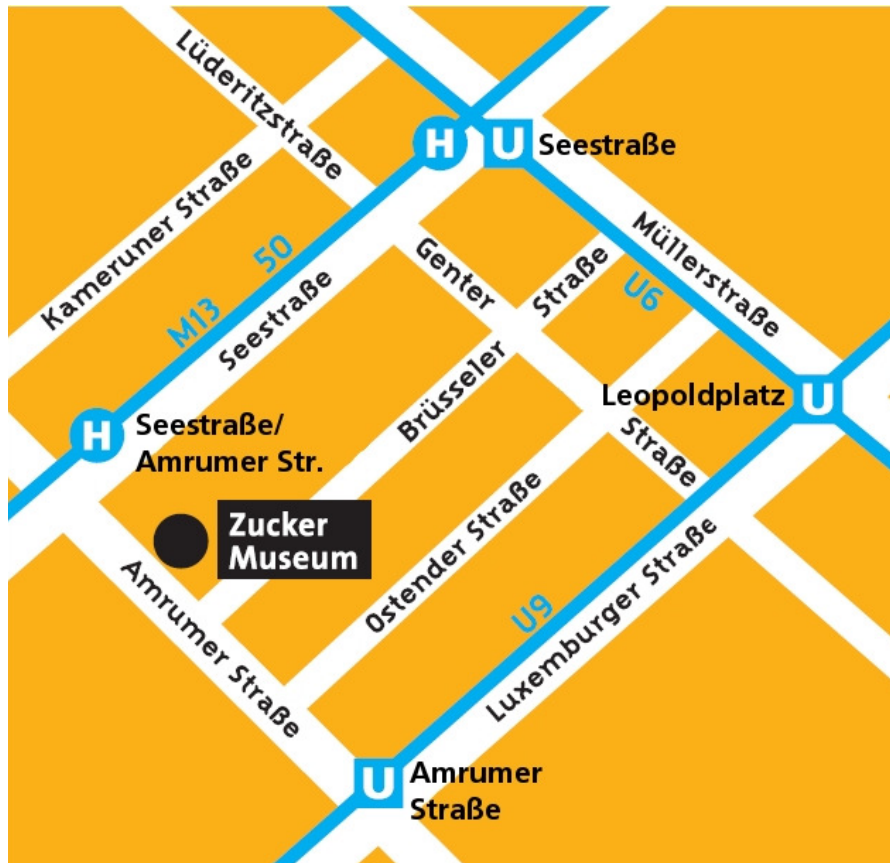 Lüderitzstraße
Kameruner Straße
H
U
Seestraße
Müllerstraße
50
M13
Seestraße
Genter
Straße
U6
Brüsseler
Straße
Leopoldplatz
U
H
Seestraße/
Amrumer Str.
Zucker
Museum
Ostender Straße
Amrumer Straße
U9
Luxemburger Straße
U
Amrumer
Straße